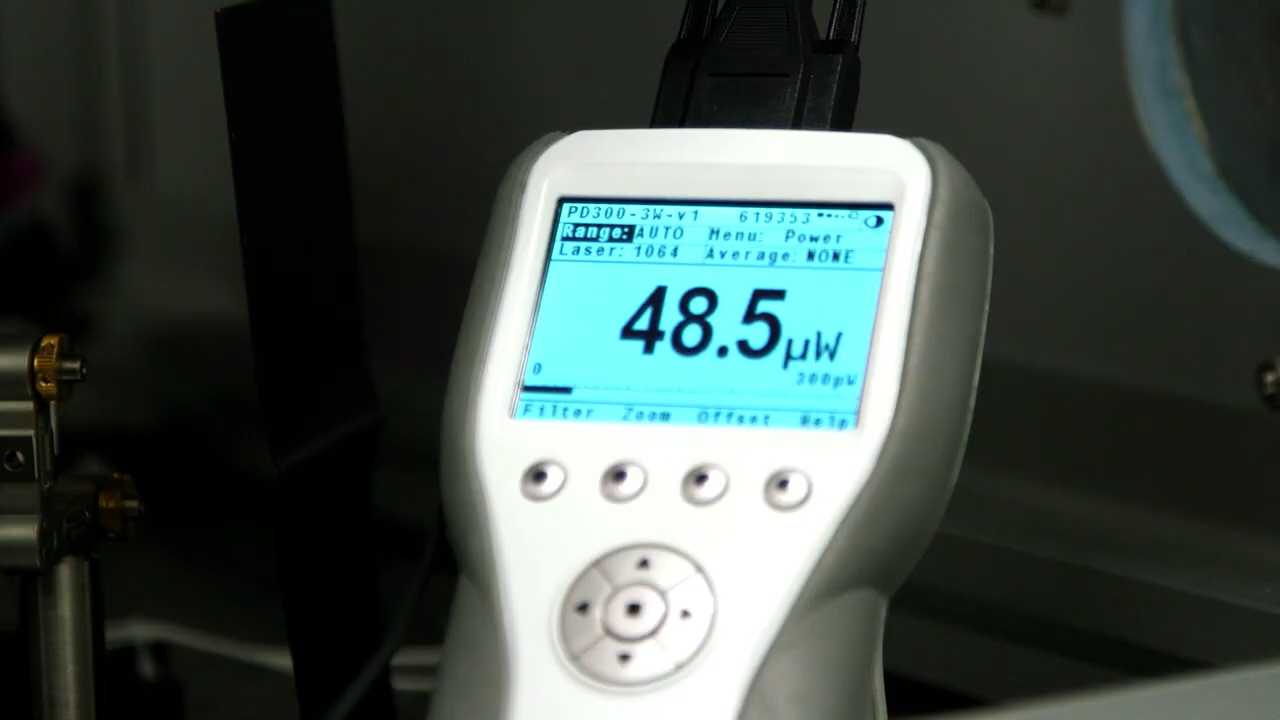 PD300-3W-v1 619353
Range: AUTO Menu: Power
Laser: 1064 Average: NONE
48.5µW
0
300µW
Filter Zoom Offset Help